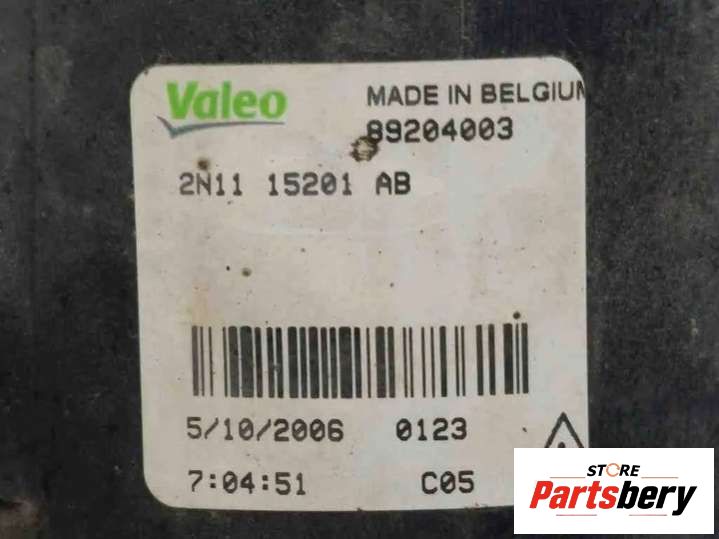 Valeo MADE IN BELGIUM
89204003
2N11 15201 AB
5/10/2006 0123
7:04:51 C05
STORE
Partsbery